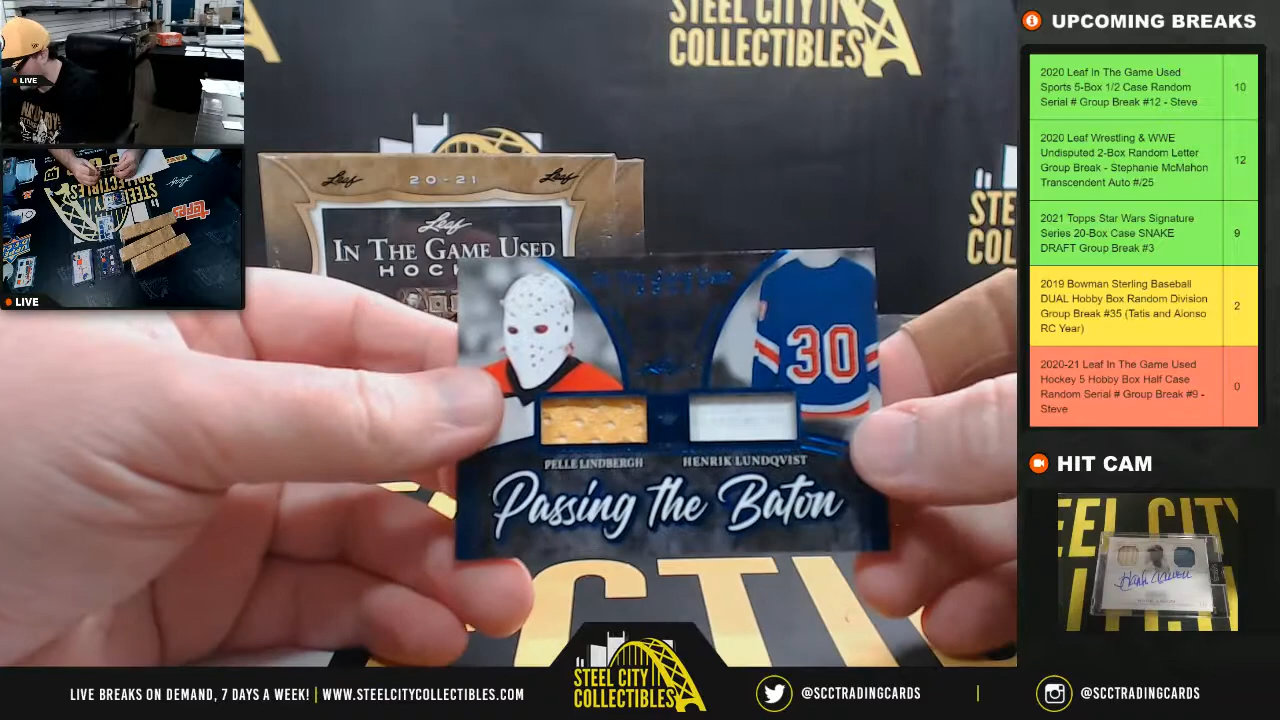 LIVE
LIVE
STEEL CITY
COLLECTIBLES
STE
COL
Leaf
20-21
Leaf
Leaf
IN THE GAME USED
HOC
30
PELLE LINDBERGH
HENRIK LUNDQVIST
Passing the Baton
CTI
UPCOMING BREAKS
2020 Leaf In The Game Used
Sports 5-Box 1/2 Case Random
Serial # Group Break #12 - Steve
10
2020 Leaf Wrestling & WWE
Undisputed 2-Box Random Letter
Group Break - Stephanie McMahon
Transcendent Auto #/25
12
2021 Topps Star Wars Signature
Series 20-Box Case SNAKE
DRAFT Group Break #3
9
2019 Bowman Sterling Baseball
DUAL Hobby Box Random Division
Group Break #35 (Tatis and Alonso
RC Year)
2
2020-21 Leaf In The Game Used
Hockey 5 Hobby Box Half Case
Random Serial # Group Break #9 -
Steve
0
HIT CAM
EEL CITY
LIVE BREAKS ON DEMAND, 7 DAYS A WEEK! | WWW.STEELCITYCOLLECTIBLES.COM
STEEL CITY
COLLECTIBLES
@SCCTRADINGCARDS
@SCCTRADINGCARDS